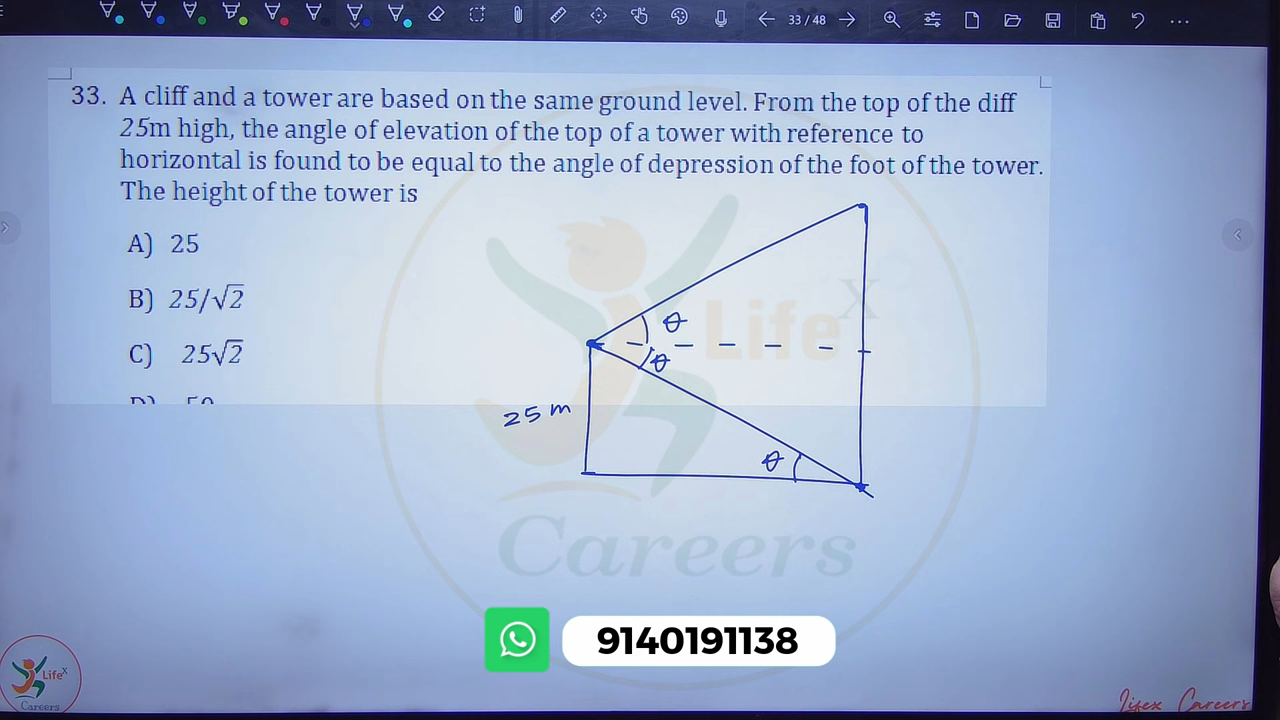 33 / 48
33. A cliff and a tower are based on the same ground level. From the top of the diff
25m high, the angle of elevation of the top of a tower with reference to
horizontal is found to be equal to the angle of depression of the foot of the tower.
The height of the tower is
A) 25
B) 25/√2
C) 25√2
D) 50
θ
θ
25 m
θ
Life X
Careers
9140191138
Life X
Careers
Lifex Careers